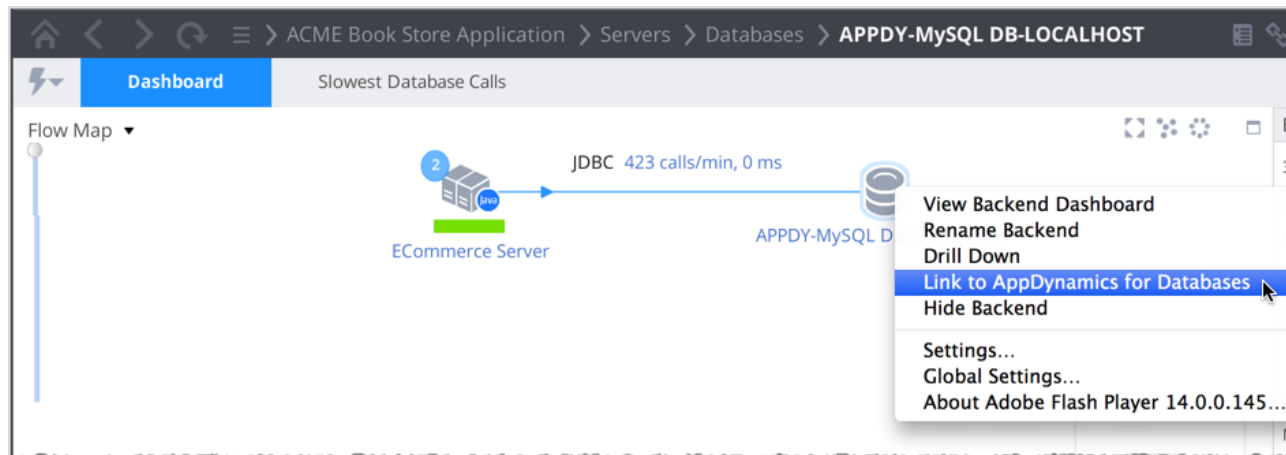 ACME Book Store Application Servers Databases APPDY-MySQL DB-LOCALHOST
Dashboard Slowest Database Calls
Flow Map
2
JDBC 423 calls/min, 0 ms
Java
APPDY-MySQL D
ECommerce Server
View Backend Dashboard
Rename Backend
Drill Down
Link to AppDynamics for Databases
Hide Backend
Settings...
Global Settings...
About Adobe Flash Player 14.0.0.145...